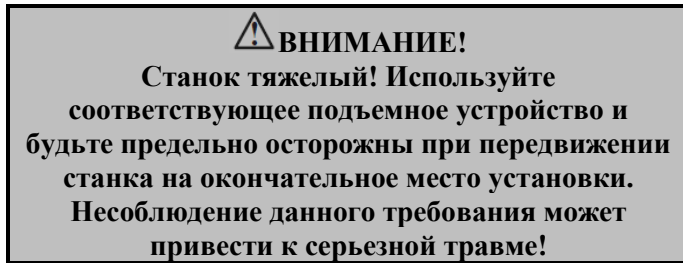 ВНИМАНИЕ!
Станок тяжелый! Используйте
соответствующее подъемное устройство и
будьте предельно осторожны при передвижении
станка на окончательное место установки.
Несоблюдение данного требования может
привести к серьезной травме!